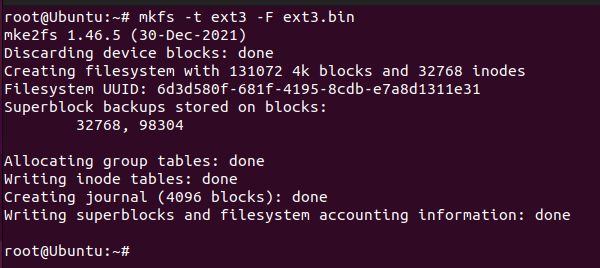 root@Ubuntu:~# mkfs -t ext3 -F ext3.bin
mke2fs 1.46.5 (30-Dec-2021)
Discarding device blocks: done
Creating filesystem with 131072 4k blocks and 32768 inodes
Filesystem UUID: 6d3d580f-681f-4195-8cdb-e7a8d1311e31
Superblock backups stored on blocks:
        32768, 98304

Allocating group tables: done
Writing inode tables: done
Creating journal (4096 blocks): done
Writing superblocks and filesystem accounting information: done

root@Ubuntu:~#